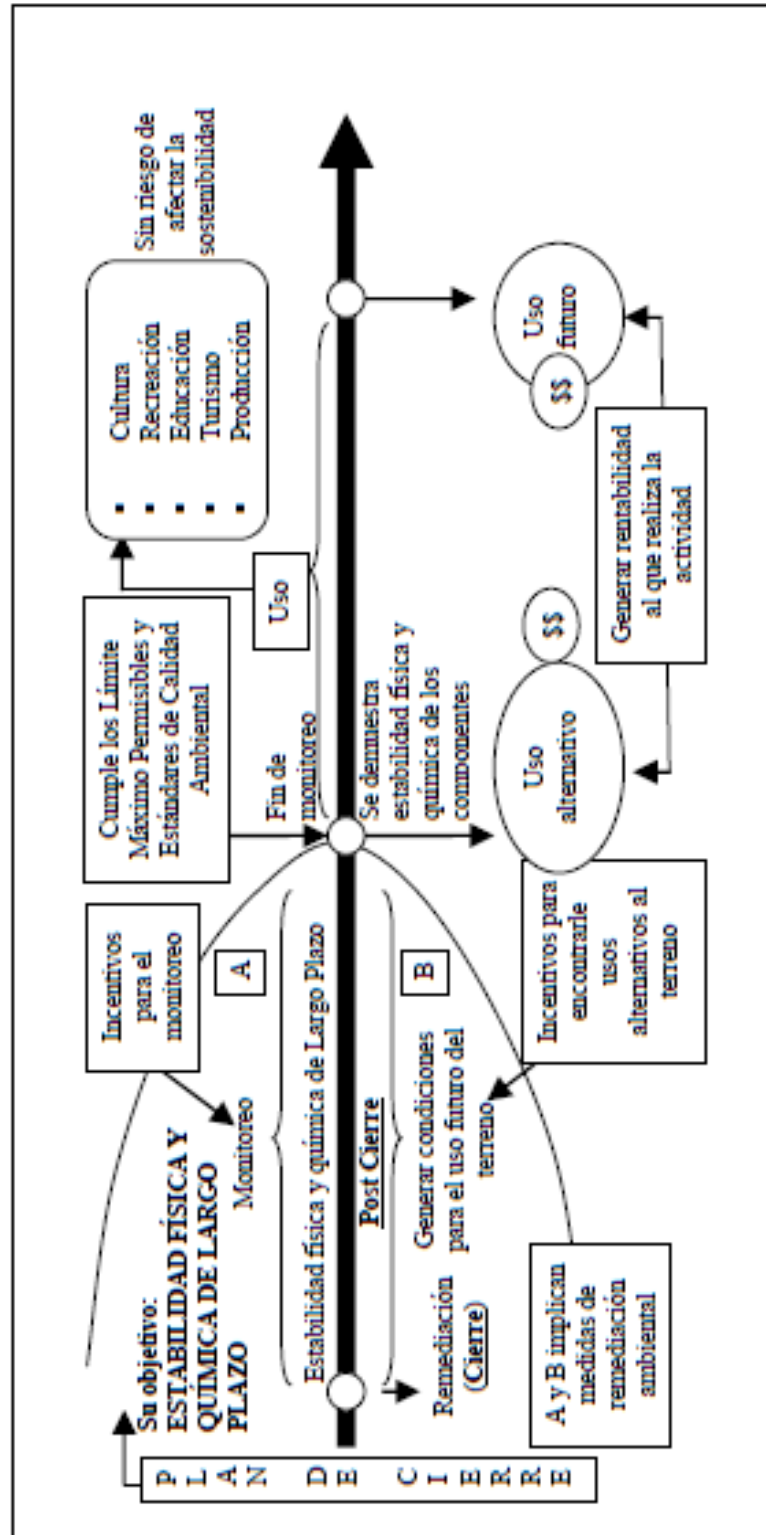 P
L
A
N
D
E
C
I
E
R
R
E
Su objetivo:
ESTABILIDAD FÍSICA Y
QUÍMICA DE LARGO
PLAZO
Incentivos
para el
monitoreo
Monitoreo
A
Estabilidad física y química de Largo Plazo
Post Cierre
B
Remediación
(Cierre)
Generar condiciones
para el uso futuro del
terreno
A y B implican
medidas de
remediación
ambiental
Incentivos para
encontrarle
usos
alternativos al
terreno
Cumple los Límite
Máximo Permisibles y
Estándares de Calidad
Ambiental
Fin de
monitoreo
Se demuestra
estabilidad física y
química de los
componentes
Uso
alternativo
$$
Uso
▪ Cultura
▪ Recreación
▪ Educación
▪ Turismo
▪ Producción
Sin riesgo de
afectar la
sostenibilidad
Generar rentabilidad
al que realiza la
actividad
$$
Uso
futuro